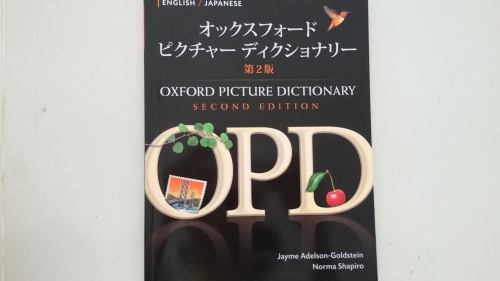 ENGLISH / JAPANESE
オックスフォード
ピクチャー ディクショナリー
第2版
OXFORD PICTURE DICTIONARY
SECOND EDITION
OPD
Jayme Adelson-Goldstein
Norma Shapiro